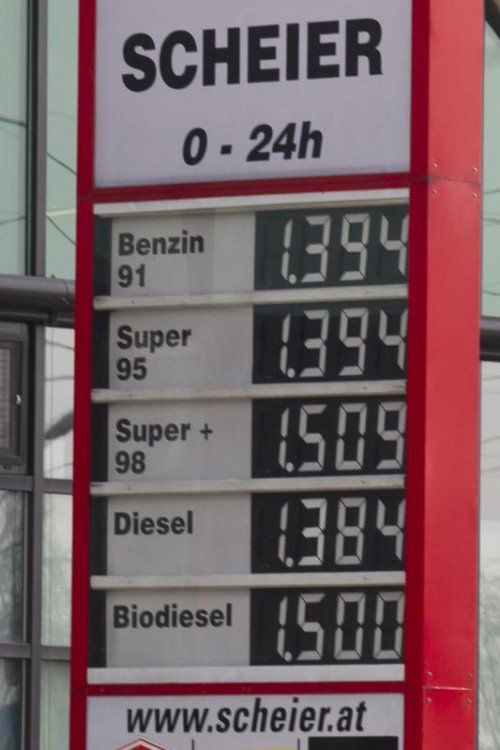 SCHEIER
0 - 24h
Benzin
91
1.394
Super
95
1.394
Super +
98
1.509
Diesel
1.384
Biodiesel
1.500
www.scheier.at